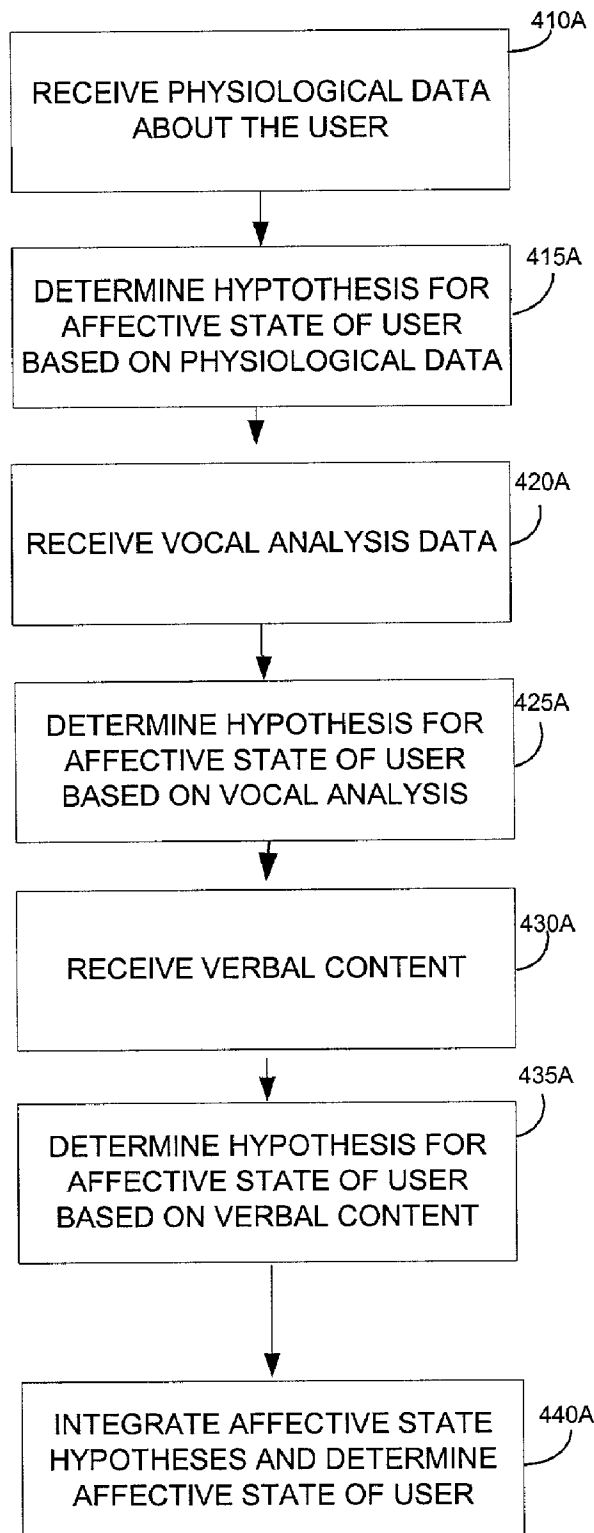 410A
RECEIVE PHYSIOLOGICAL DATA
ABOUT THE USER
415A
DETERMINE HYPTOTHESIS FOR
AFFECTIVE STATE OF USER
BASED ON PHYSIOLOGICAL DATA
420A
RECEIVE VOCAL ANALYSIS DATA
425A
DETERMINE HYPOTHESIS FOR
AFFECTIVE STATE OF USER
BASED ON VOCAL ANALYSIS
430A
RECEIVE VERBAL CONTENT
435A
DETERMINE HYPOTHESIS FOR
AFFECTIVE STATE OF USER
BASED ON VERBAL CONTENT
440A
INTEGRATE AFFECTIVE STATE
HYPOTHESES AND DETERMINE
AFFECTIVE STATE OF USER